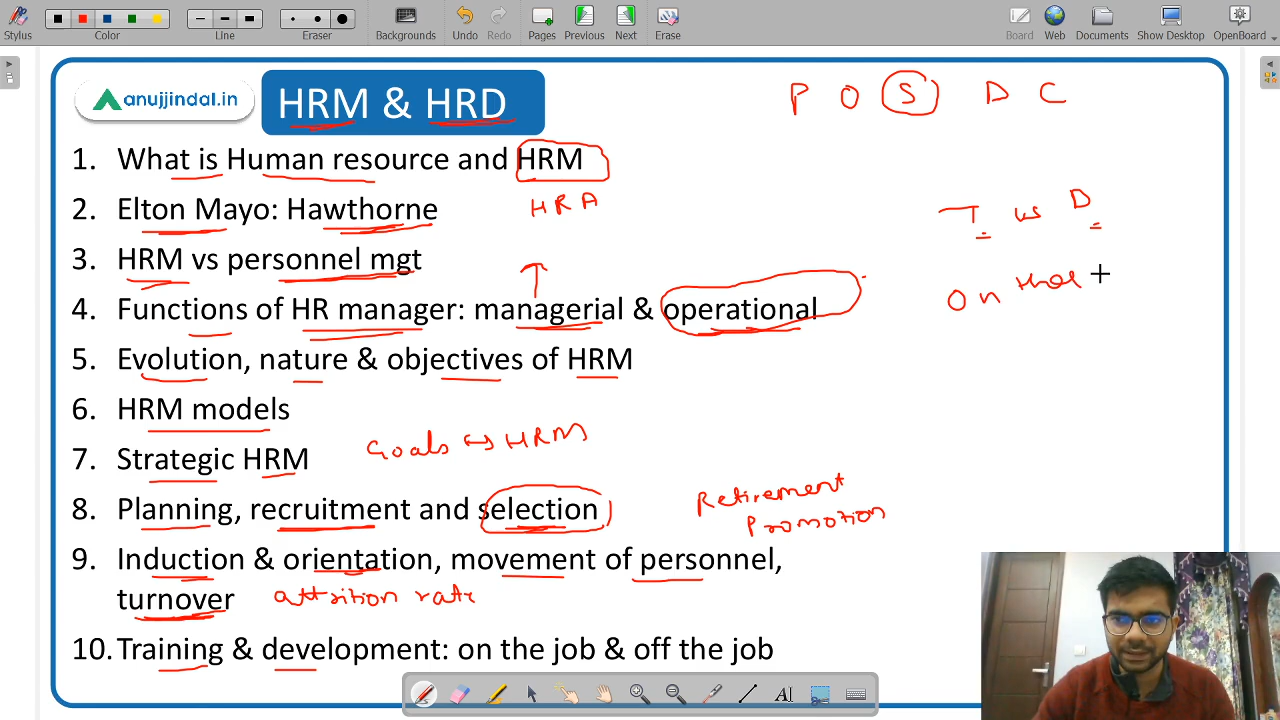 Stylus
Color
Line
Eraser
Backgrounds
Undo
Redo
Pages
Previous
Next
Erase
Board
Web
Documents
Show Desktop
OpenBoard
anujjindal.in
HRM & HRD
P O S D C
1. What is Human resource and HRM
HRA
2. Elton Mayo: Hawthorne
T vs D
3. HRM vs personnel mgt
On the
4. Functions of HR manager: managerial & operational
5. Evolution, nature & objectives of HRM
6. HRM models
7. Strategic HRM
Goals ↔ HRM
8. Planning, recruitment and selection
Retirement
Promotion
9. Induction & orientation, movement of personnel,
turnover
attrition rate
10. Training & development: on the job & off the job